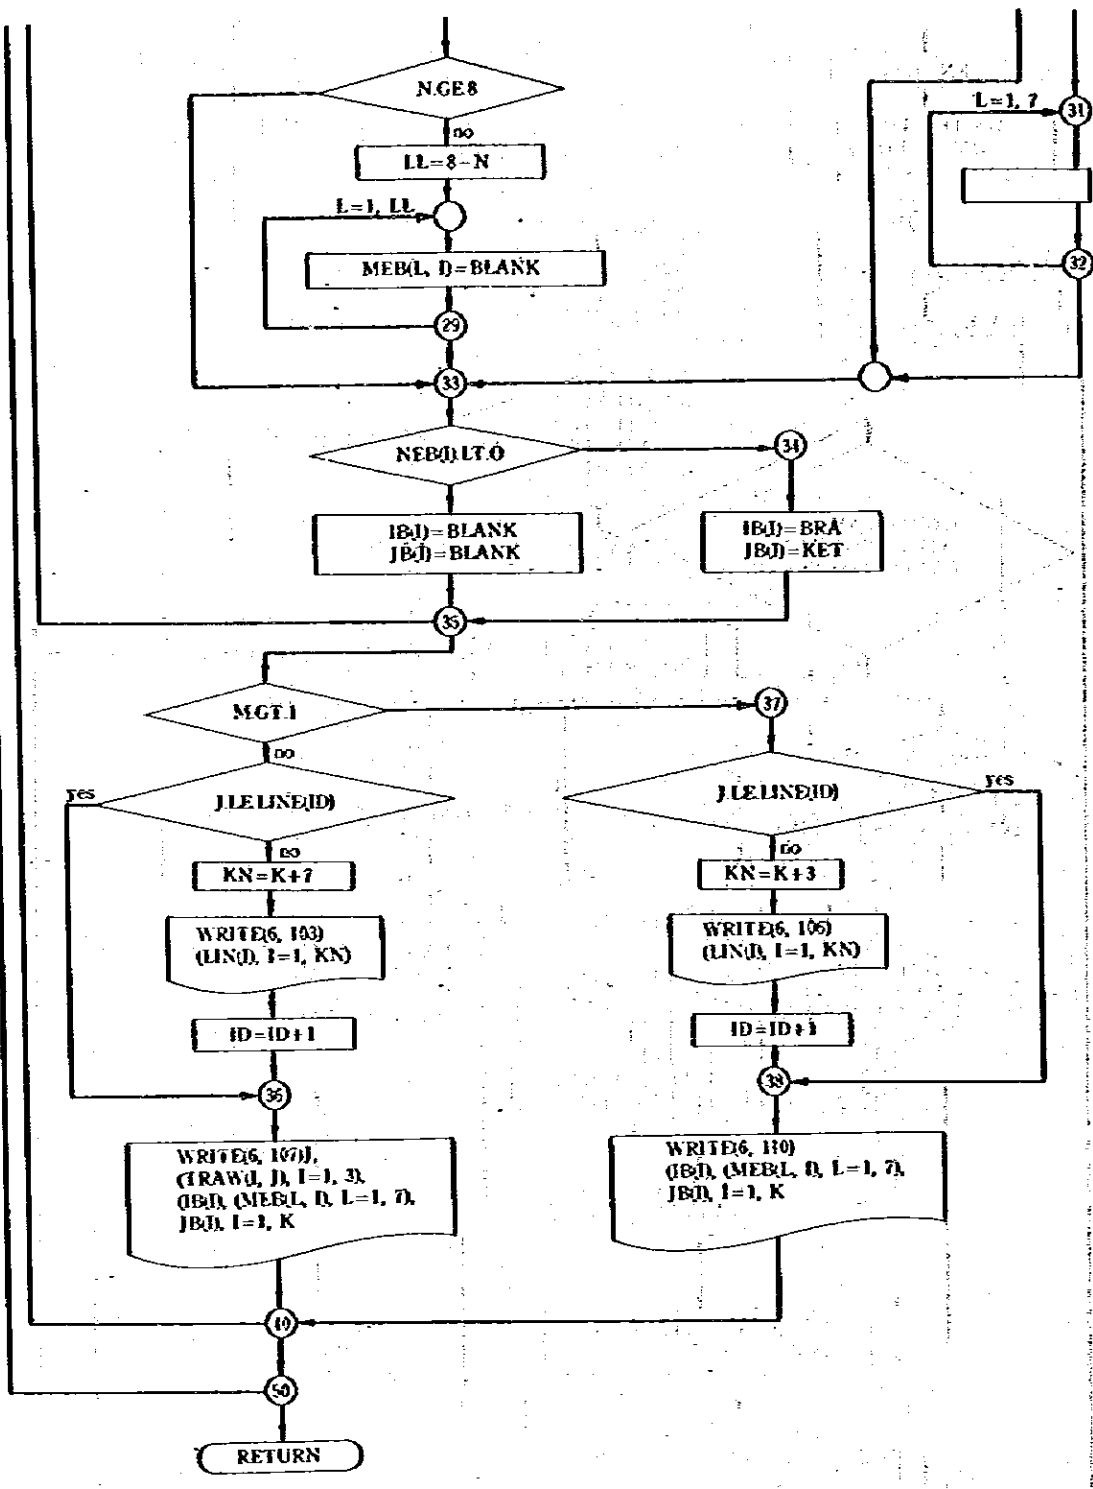 N.GE.8
no
LL=8-N
L=1, LL
MEB(L, I)=BLANK
29
33
L=1, 7
31
32
NEB(I).LT.0
34
IB(I)=BLANK
JB(I)=BLANK
IB(I)=BRA
JB(I)=KET
35
M.GT.1
no
37
yes
J.LE.LINE(ID)
no
J.LE.LINE(ID)
yes
no
KN=K+7
KN=K+3
WRITE(6, 103)
(LIN(I), I=1, KN)
WRITE(6, 106)
(LIN(I), I=1, KN)
ID=ID+1
ID=ID+1
36
38
WRITE(6, 107)J,
(IRAW(I, J), I=1, 3),
(IB(I), (MEB(L, I), L=1, 7),
JB(I), I=1, K
WRITE(6, 110)
(IB(I), (MEB(L, I), L=1, 7),
JB(I), I=1, K
50
RETURN